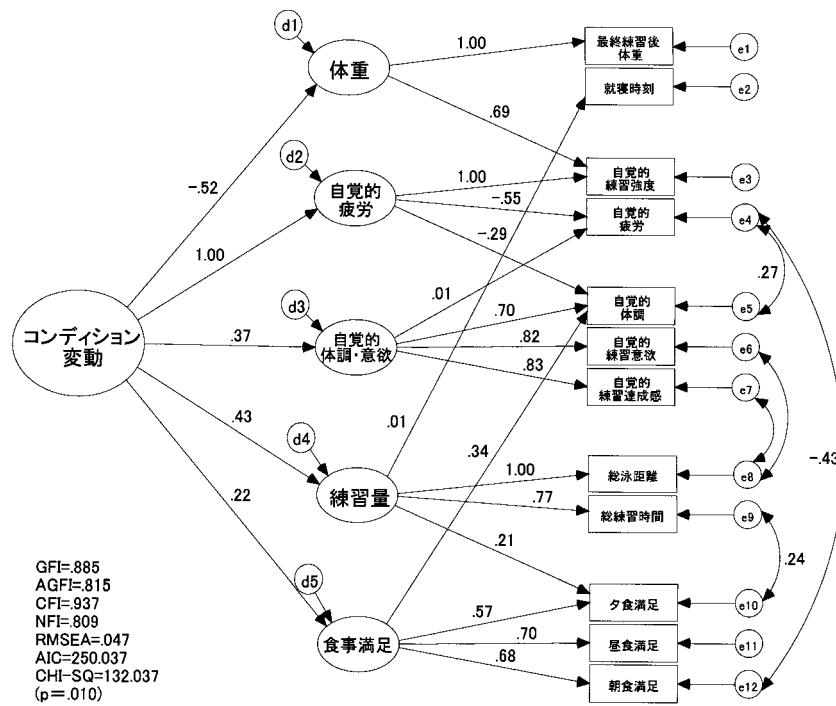 d1
体重
1.00
最終練習後
体重
e1
就寝時刻
e2
.69
-.52
d2
自覚的
疲労
1.00
-.55
-.29
自覚的
練習強度
e3
自覚的
疲労
e4
1.00
.01
.27
コンディション
変動
.37
d3
自覚的
体調・意欲
.70
.82
.83
自覚的
体調
e5
自覚的
練習意欲
e6
自覚的
練習達成感
e7
.43
.01
.34
-.43
d4
練習量
1.00
.77
.21
総泳距離
e8
総練習時間
e9
.24
.22
d5
食事満足
.57
.70
.68
夕食満足
e10
昼食満足
e11
朝食満足
e12
GFI=.885
AGFI=.815
CFI=.937
NFI=.809
RMSEA=.047
AIC=250.037
CHI-SQ=132.037
(p=.010)